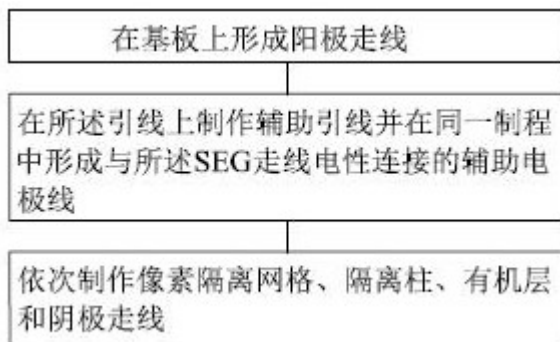 在基板上形成阳极走线
在所述引线上制作辅助引线并在同一制程
中形成与所述SEG走线电性连接的辅助电
极线
依次制作像素隔离网格、隔离柱、有机层
和阴极走线